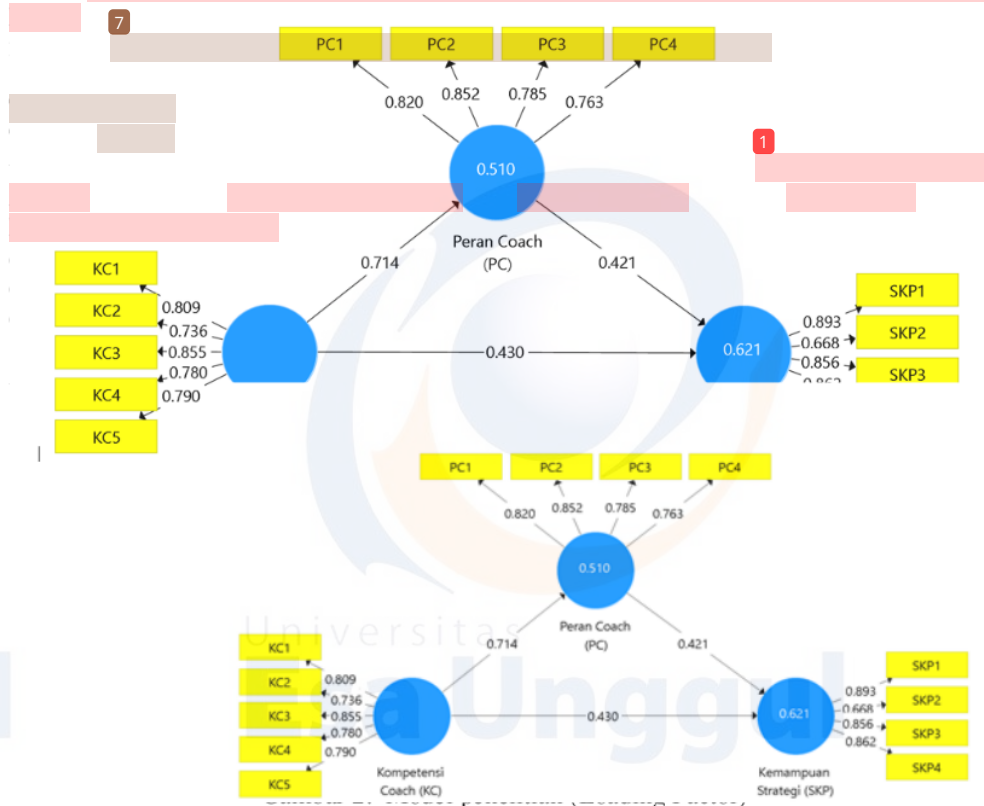 7
PC1 PC2 PC3 PC4
0.820 0.852 0.785 0.763
1
0.510
Peran Coach
(PC)
0.714 0.421
KC1
KC2
KC3
KC4
KC5
0.809
0.736
0.855
0.780
0.790
0.430
0.621
0.893
0.668
0.856
0.862
SKP1
SKP2
SKP3
PC1 PC2 PC3 PC4
0.820 0.852 0.785 0.763
0.510
Peran Coach
(PC)
Universitas
Esa Unggul
0.714 0.421
KC1
KC2
KC3
KC4
KC5
0.809
0.736
0.855
0.780
0.790
0.430
0.621
0.893
0.668
0.856
0.862
SKP1
SKP2
SKP3
SKP4
Kompetensi
Coach (KC)
Kemampuan
Strategi (SKP)